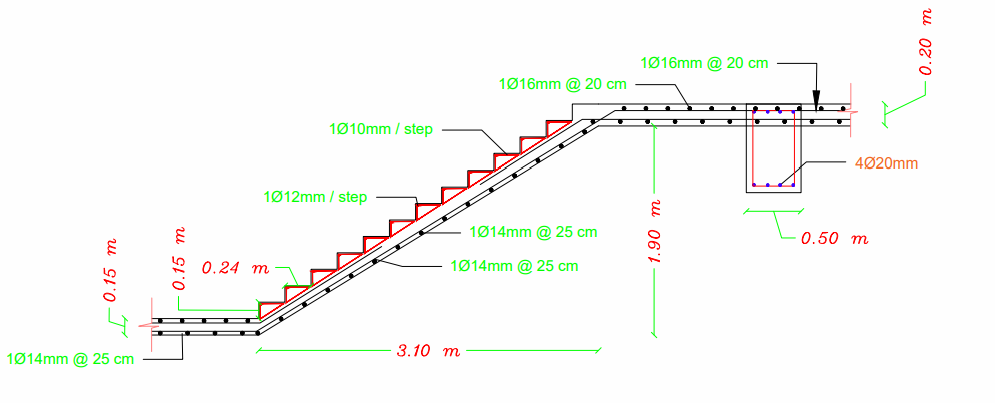 0.20 m
1Ø16mm @ 20 cm
1Ø16mm @ 20 cm
1Ø10mm / step
4Ø20mm
1Ø12mm / step
1Ø14mm @ 25 cm
0.50 m
1.90 m
0.15 m
0.15 m
0.24 m
1Ø14mm @ 25 cm
3.10 m
1Ø14mm @ 25 cm